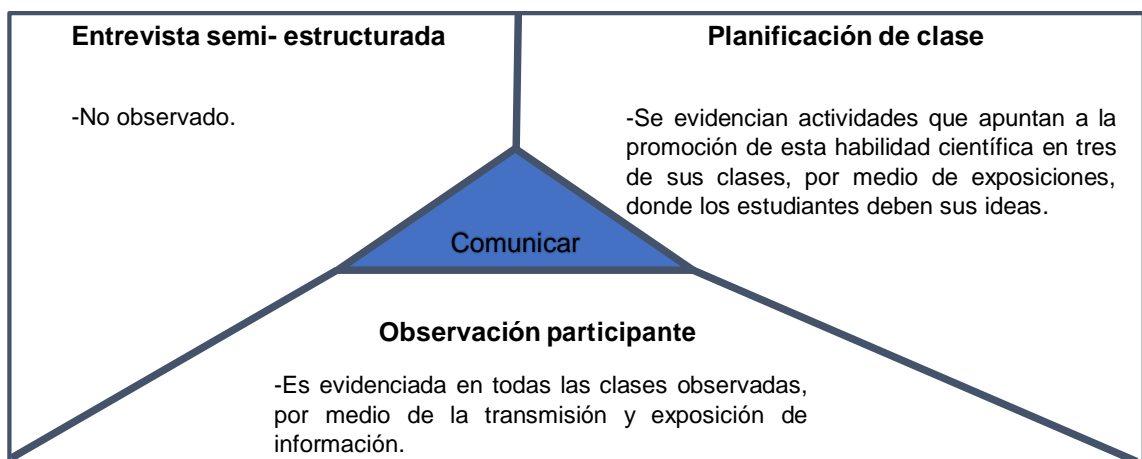 Entrevista semi- estructurada
-No observado.
Planificación de clase
-Se evidencian actividades que apuntan a la
promoción de esta habilidad científica en tres
de sus clases, por medio de exposiciones,
donde los estudiantes deben sus ideas.
Comunicar
Observación participante
-Es evidenciada en todas las clases observadas,
por medio de la transmisión y exposición de
información.